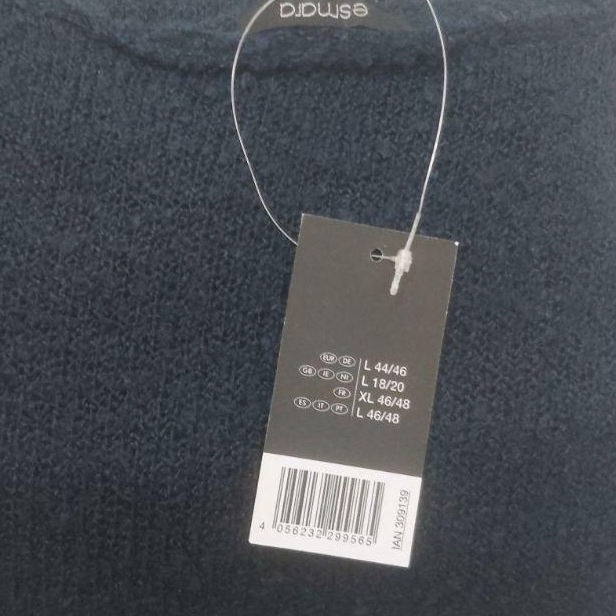 esmara
EUR DE L 44/46
GB IE NI L 18/20
FR XL 46/48
ES IT PT L 46/48
4 056232 299565
IAN 309139